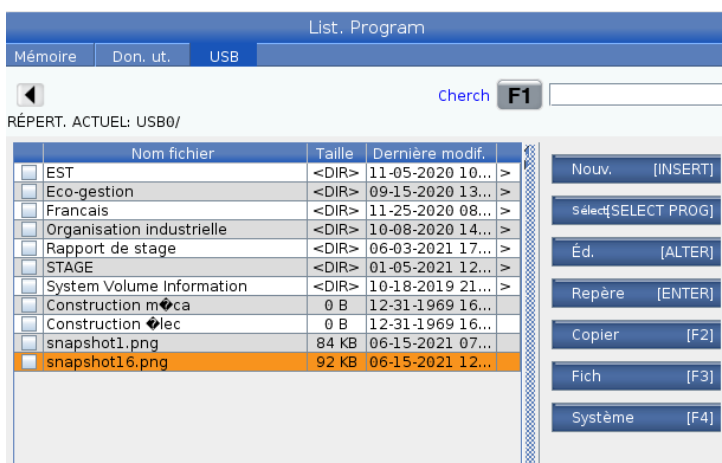 List. Program
Mémoire Don. ut. USB
Cherch F1
RÉPERT. ACTUEL: USB0/
Nom fichier Taille Dernière modif.
EST <DIR> 11-05-2020 10... >
Eco-gestion <DIR> 09-15-2020 13... >
Francais <DIR> 11-25-2020 08... >
Organisation industrielle <DIR> 10-08-2020 14... >
Rapport de stage <DIR> 06-03-2021 17... >
STAGE <DIR> 01-05-2021 12... >
System Volume Information <DIR> 10-18-2019 21... >
Construction m�ca 0 B 12-31-1969 16...
Construction �lec 0 B 12-31-1969 16...
snapshot1.png 84 KB 06-15-2021 07...
snapshot16.png 92 KB 06-15-2021 12...
Nouv. [INSERT]
Sélect[SELECT PROG]
Éd. [ALTER]
Repère [ENTER]
Copier [F2]
Fich [F3]
Système [F4]